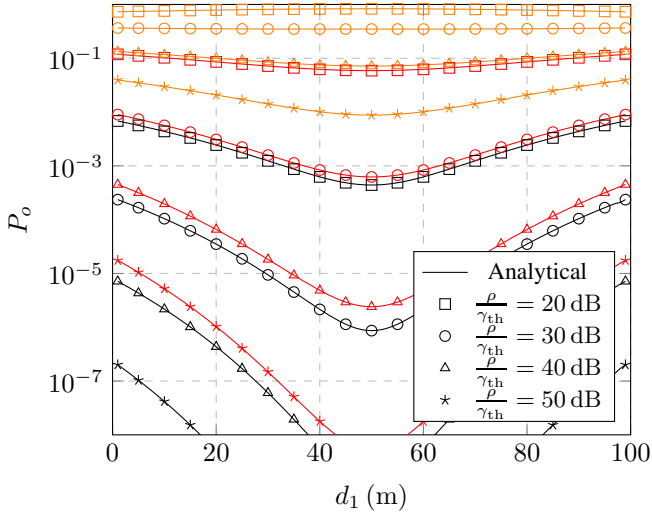 10⁻¹
10⁻³
10⁻⁵
10⁻⁷
P_o
0 20 40 60 80 100
d₁ (m)
Analytical
ρ/γ_th = 20 dB
ρ/γ_th = 30 dB
ρ/γ_th = 40 dB
ρ/γ_th = 50 dB